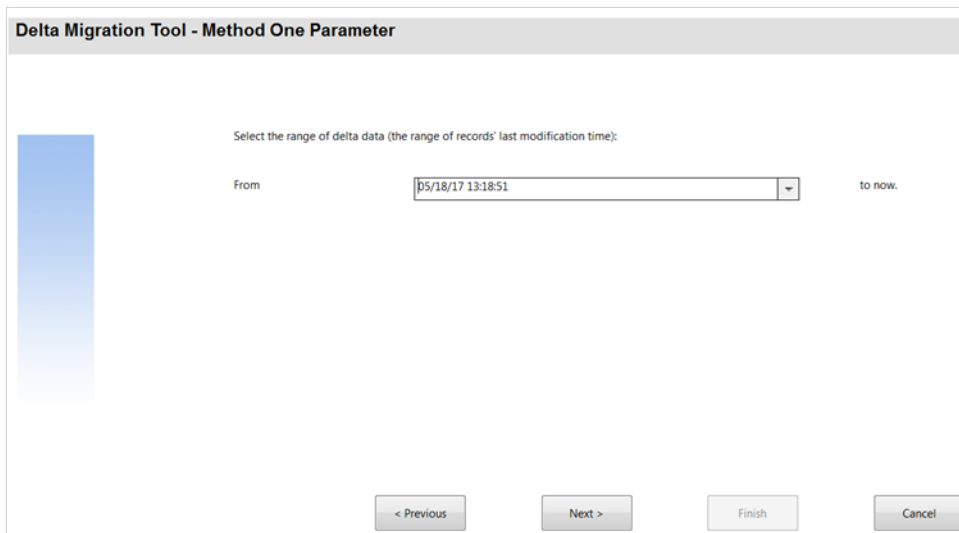 Delta Migration Tool - Method One Parameter
Select the range of delta data (the range of records' last modification time):
From 05/18/17 13:18:51 to now.
< Previous Next > Finish Cancel